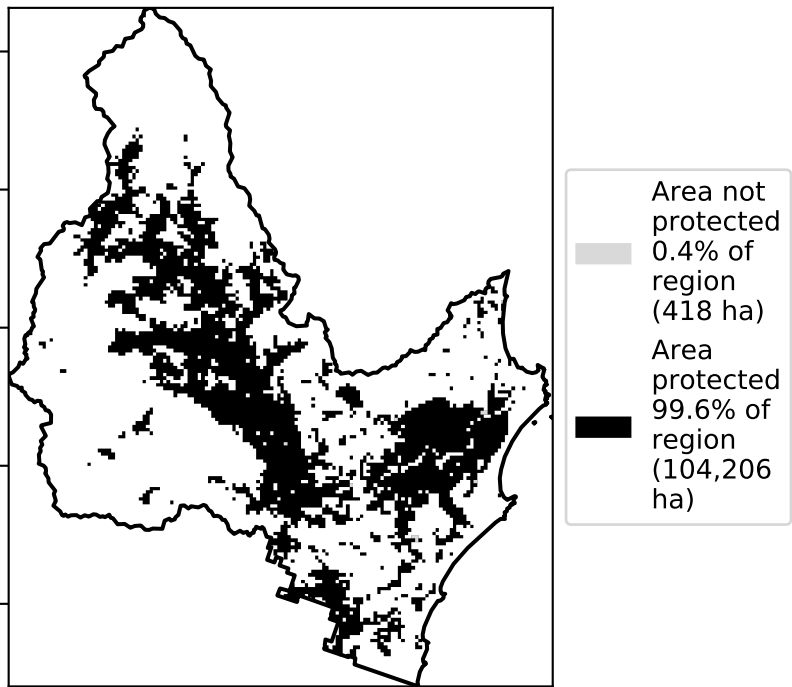 Area not
protected
0.4% of
region
(418 ha)
Area
protected
99.6% of
region
(104,206
ha)